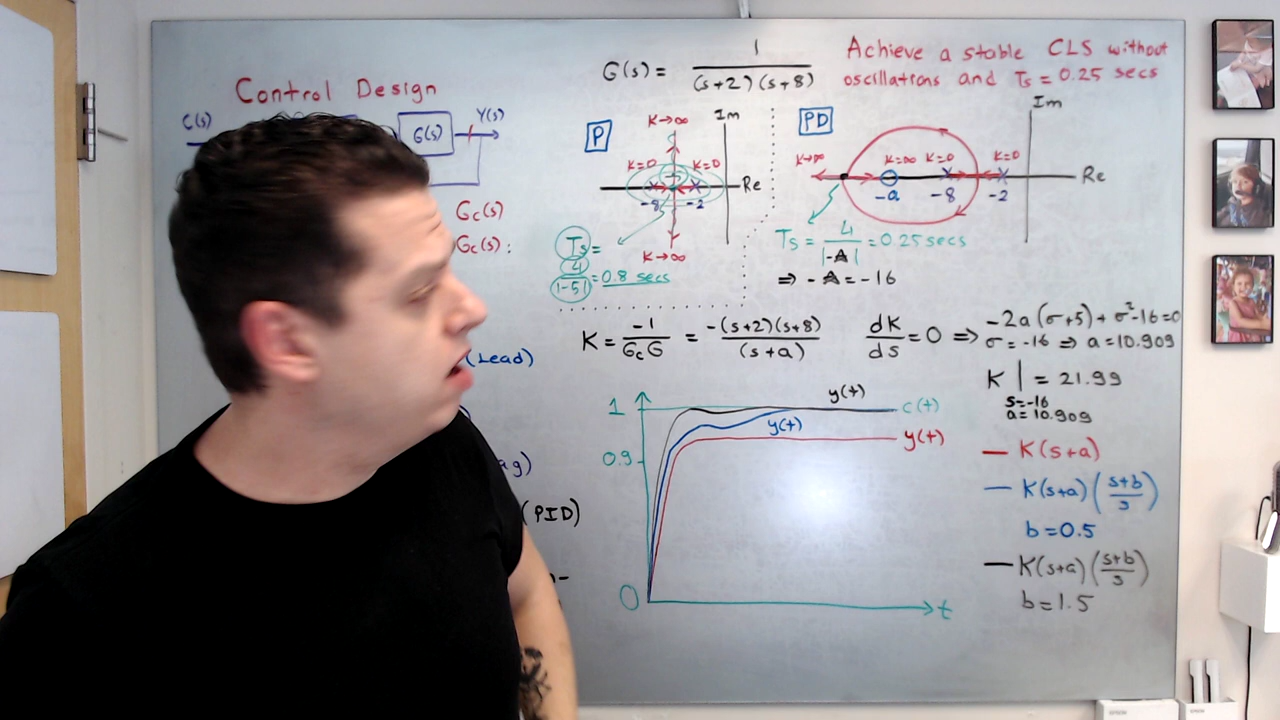 Control Design
C(s)
G(s)
Y(s)
Gc(s)
Gc(s):
(Lead)
(PID)
G(s) = 1 / (s+2)(s+8)
Achieve a stable CLS without
oscillations and Ts = 0.25 secs
P
K→∞
Im
K=0
K=0
Re
-8
-5
-2
K→∞
Ts =
4/|-5| = 0.8 secs
PD
Im
K→∞
K=∞
K=0
K=0
Re
-a
-8
-2
Ts = 4/|-A| = 0.25 secs
⇒ -A = -16
K = -1/GcG = -(s+2)(s+8)/(s+a)
dK/ds = 0 ⇒ -2a(σ+5) + σ²-16=0
σ = -16 ⇒ a=10.909
K | = 21.99
s=-16
a=10.909
1
0.9
0
t
y(t)
c(t)
y(t)
y(t)
— K(s+a)
— K(s+a)(s+b/s)
b=0.5
— K(s+a)(s+b/s)
b=1.5
EPSON
EPSON